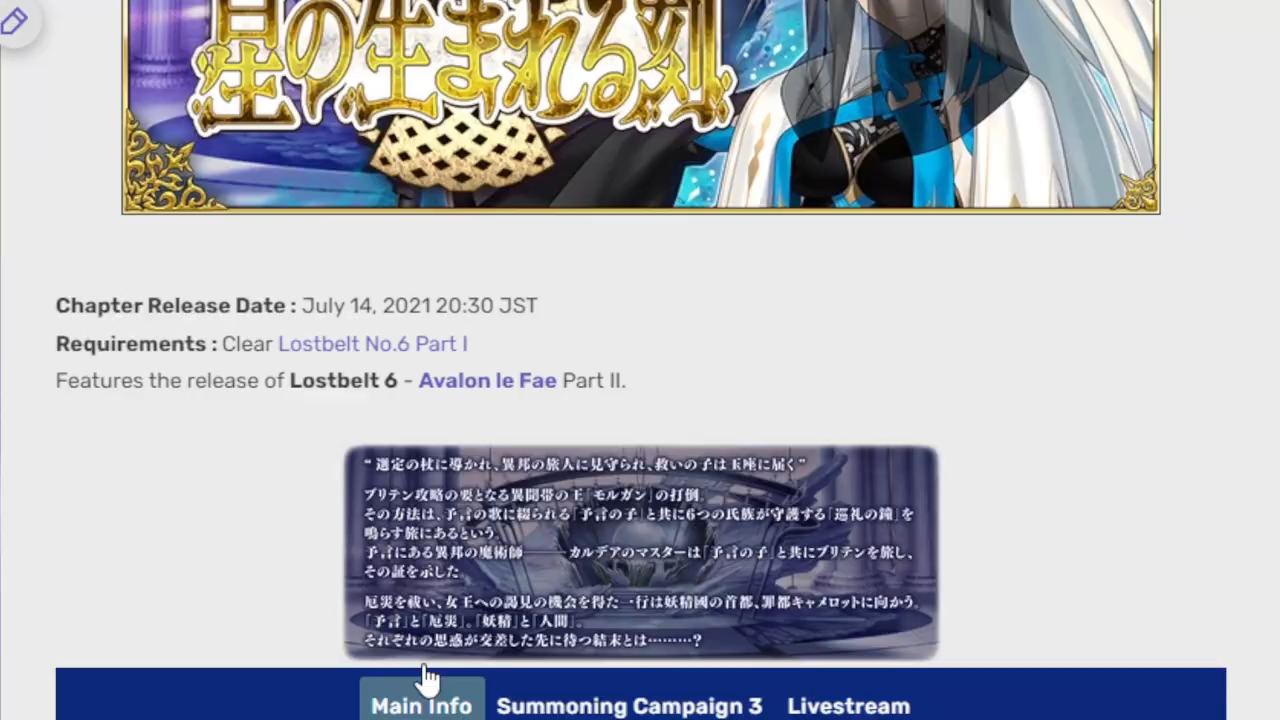 星の生まれる刻
Chapter Release Date : July 14, 2021 20:30 JST
Requirements : Clear Lostbelt No.6 Part I
Features the release of Lostbelt 6 - Avalon le Fae Part II.
“選定の杖に導かれ、異邦の旅人に見守られ、救いの子は玉座に届く”
ブリテン攻略の要となる異聞帯の王「モルガン」の打倒。
その方法は、予言の歌に綴られる「予言の子」と共に6つの氏族が守護する「巡礼の鐘」を
鳴らす旅にあるという。
予言にある異邦の魔術師――カルデアのマスターは「予言の子」と共にブリテンを旅し、
その証を示した。
厄災を祓い、女王への謁見の機会を得た一行は妖精國の首都、罪都キャメロットに向かう。
「予言」と「厄災」。「妖精」と「人間」。
それぞれの思惑が交差した先に待つ結末とは………？
Main Info Summoning Campaign 3 Livestream